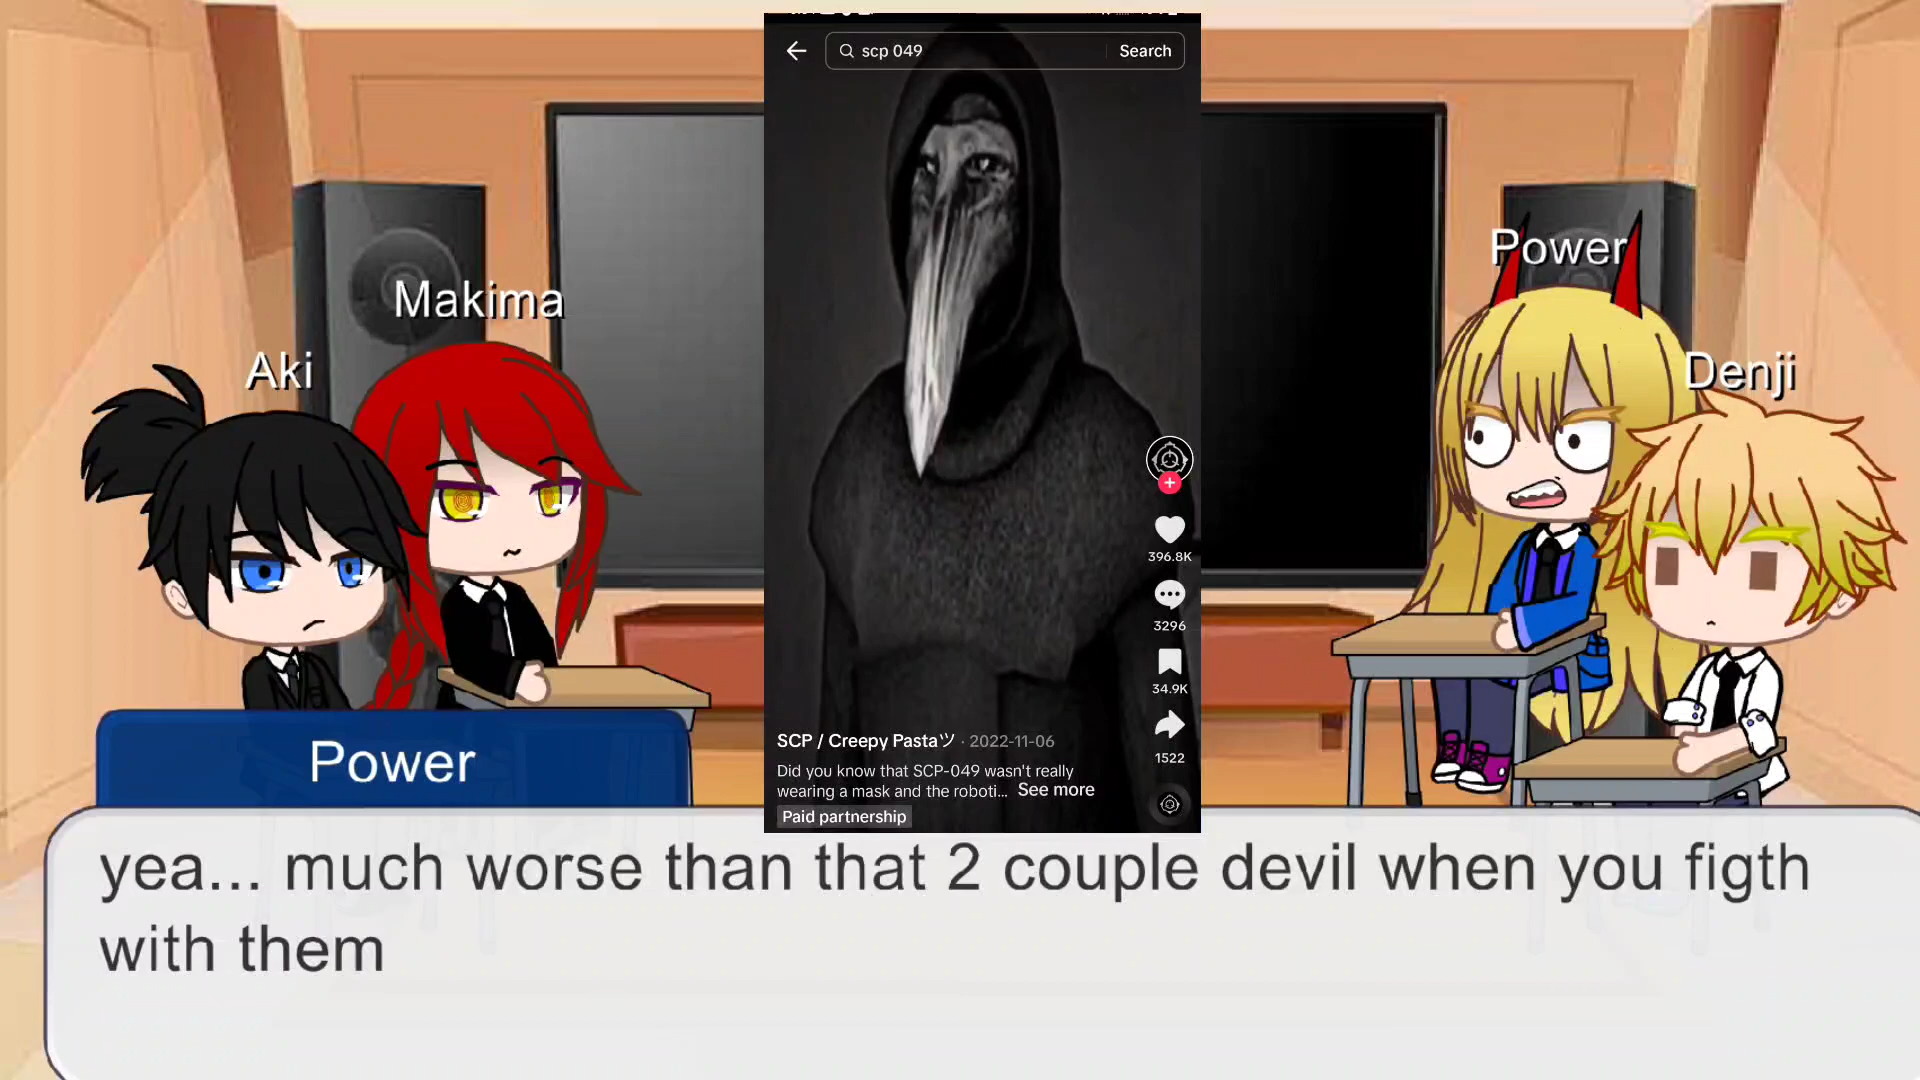 scp 049
Search
Power
Makima
Aki
Denji
396.8K
3296
34.9K
1522
SCP / Creepy Pastaツ · 2022-11-06
Did you know that SCP-049 wasn't really
wearing a mask and the roboti... See more
Paid partnership
Power
yea... much worse than that 2 couple devil when you figth
with them